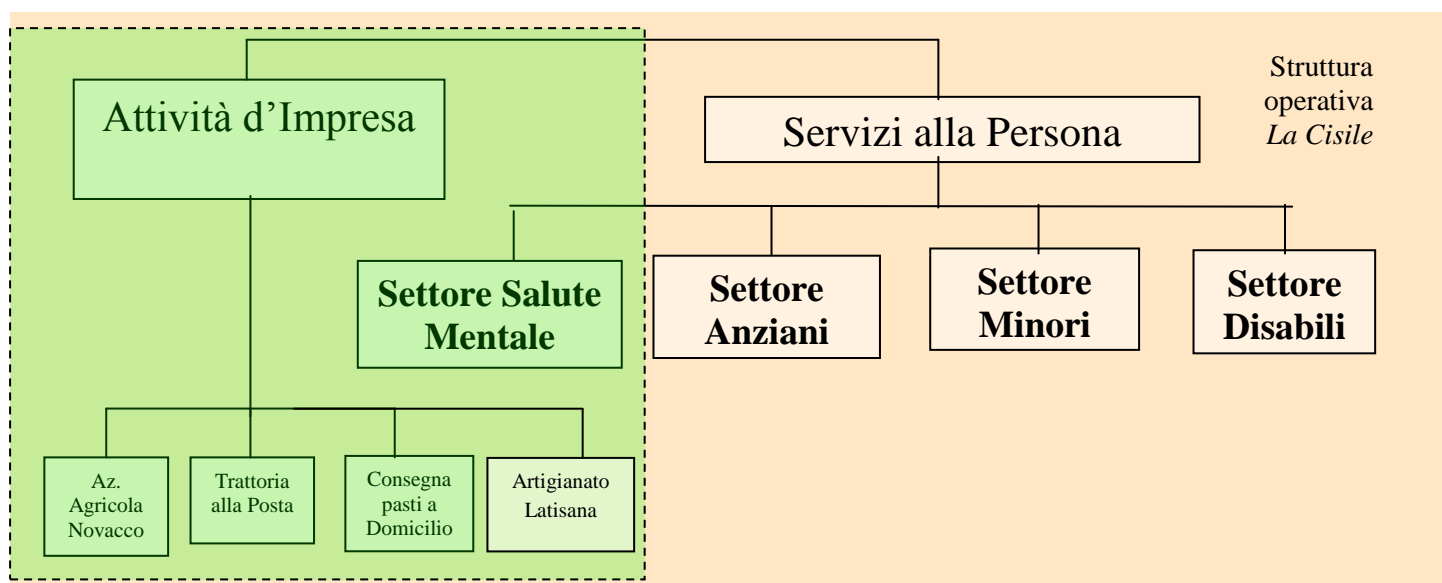 Struttura
operativa
La Cisile
Attività d’Impresa
Servizi alla Persona
Settore Salute
Mentale
Settore
Anziani
Settore
Minori
Settore
Disabili
Az.
Agricola
Novacco
Trattoria
alla Posta
Consegna
pasti a
Domicilio
Artigianato
Latisana